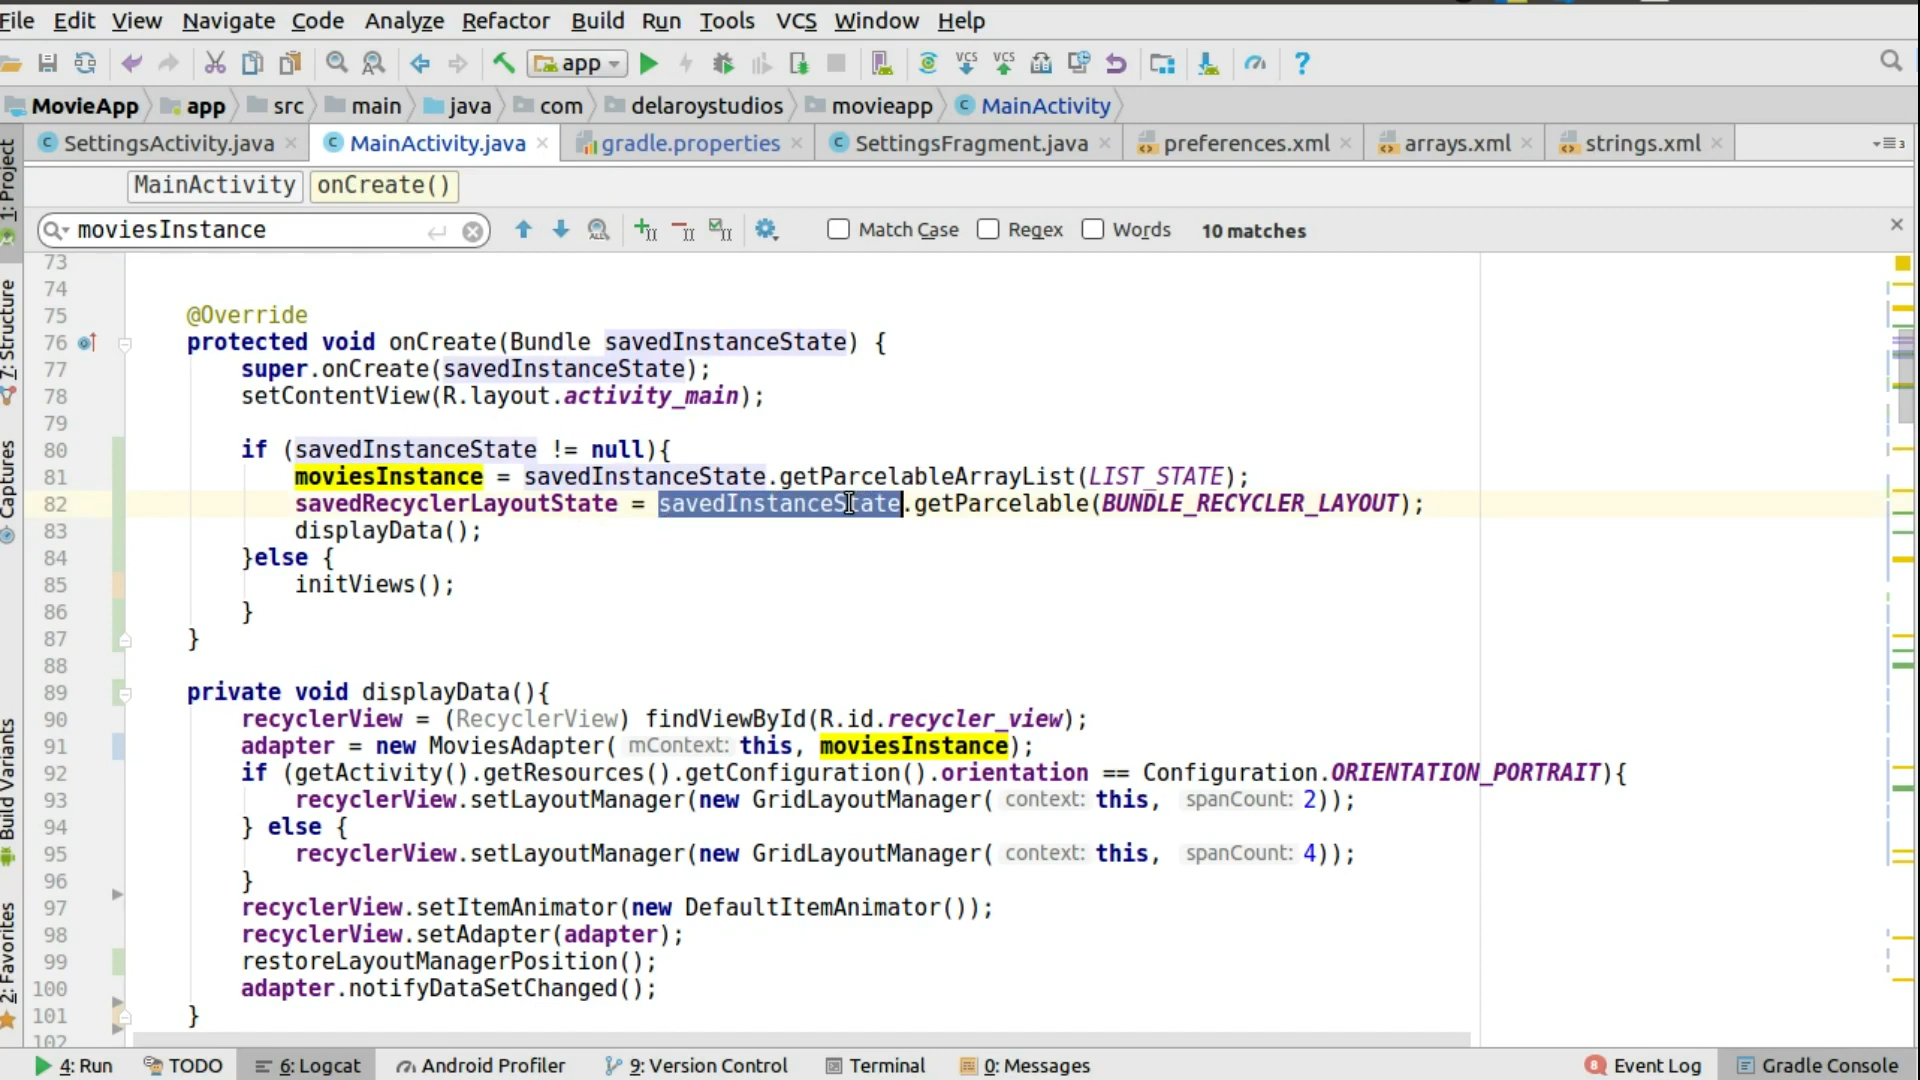 File Edit View Navigate Code Analyze Refactor Build Run Tools VCS Window Help
app VCS VCS ?
MovieApp app src main java com delaroystudios movieapp C MainActivity
C SettingsActivity.java C MainActivity.java gradle.properties C SettingsFragment.java preferences.xml arrays.xml strings.xml
MainActivity onCreate()
moviesInstance Match Case Regex Words 10 matches
73
74
75 @Override
76 protected void onCreate(Bundle savedInstanceState) {
77 super.onCreate(savedInstanceState);
78 setContentView(R.layout.activity_main);
79
80 if (savedInstanceState != null){
81 moviesInstance = savedInstanceState.getParcelableArrayList(LIST_STATE);
82 savedRecyclerLayoutState = savedInstanceState.getParcelable(BUNDLE_RECYCLER_LAYOUT);
83 displayData();
84 }else {
85 initViews();
86 }
87 }
88
89 private void displayData(){
90 recyclerView = (RecyclerView) findViewById(R.id.recycler_view);
91 adapter = new MoviesAdapter( mContext: this, moviesInstance);
92 if (getActivity().getResources().getConfiguration().orientation == Configuration.ORIENTATION_PORTRAIT){
93 recyclerView.setLayoutManager(new GridLayoutManager( context: this, spanCount: 2));
94 } else {
95 recyclerView.setLayoutManager(new GridLayoutManager( context: this, spanCount: 4));
96 }
97 recyclerView.setItemAnimator(new DefaultItemAnimator());
98 recyclerView.setAdapter(adapter);
99 restoreLayoutManagerPosition();
100 adapter.notifyDataSetChanged();
101 }
102
1: Project
7: Structure
Captures
Build Variants
2: Favorites
4: Run TODO 6: Logcat Android Profiler 9: Version Control Terminal 0: Messages 8 Event Log Gradle Console